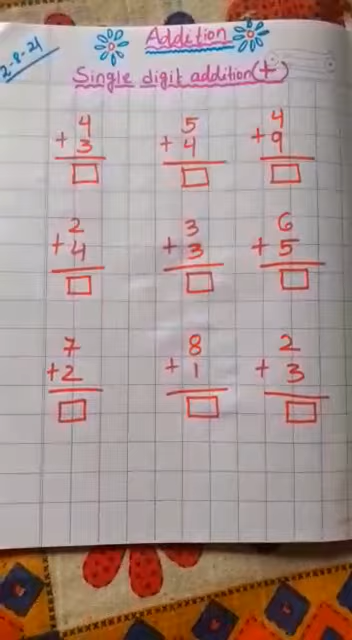 2-8-21
Addition
Single digit addition (+)
4 5 4
+ 3 + 4 + 9
2 3 6
+ 4 + 3 + 5
7 8 2
+ 2 + 1 + 3